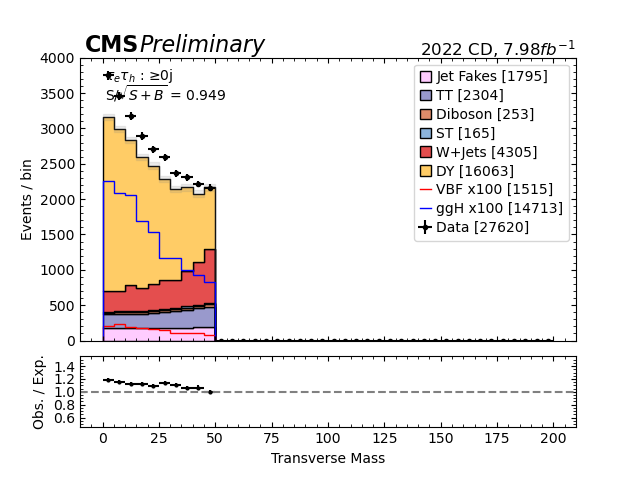 CMS Preliminary
2022 CD, 7.98fb⁻¹
τₑτₕ : ≥0j
S/√S + B = 0.949
Jet Fakes [1795]
TT [2304]
Diboson [253]
ST [165]
W+Jets [4305]
DY [16063]
VBF x100 [1515]
ggH x100 [14713]
Data [27620]
Events / bin
4000
3500
3000
2500
2000
1500
1000
500
0
Obs. / Exp.
1.4
1.2
1.0
0.8
0.6
0 25 50 75 100 125 150 175 200
Transverse Mass